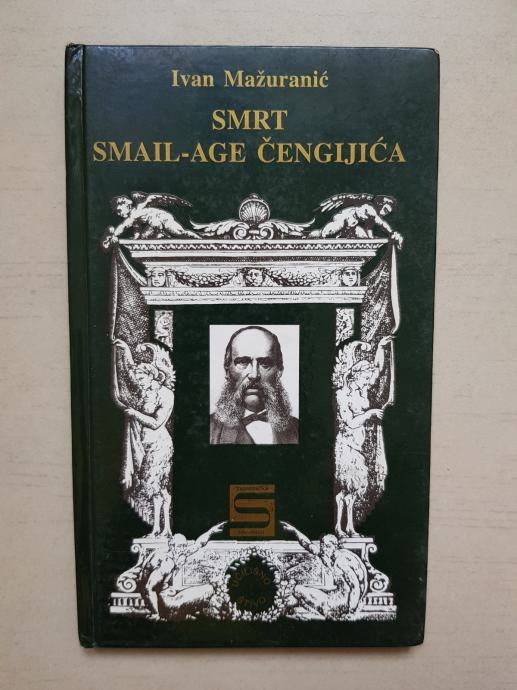 Ivan Mažuranić
SMRT
SMAIL-AGE ČENGIJIĆA
S